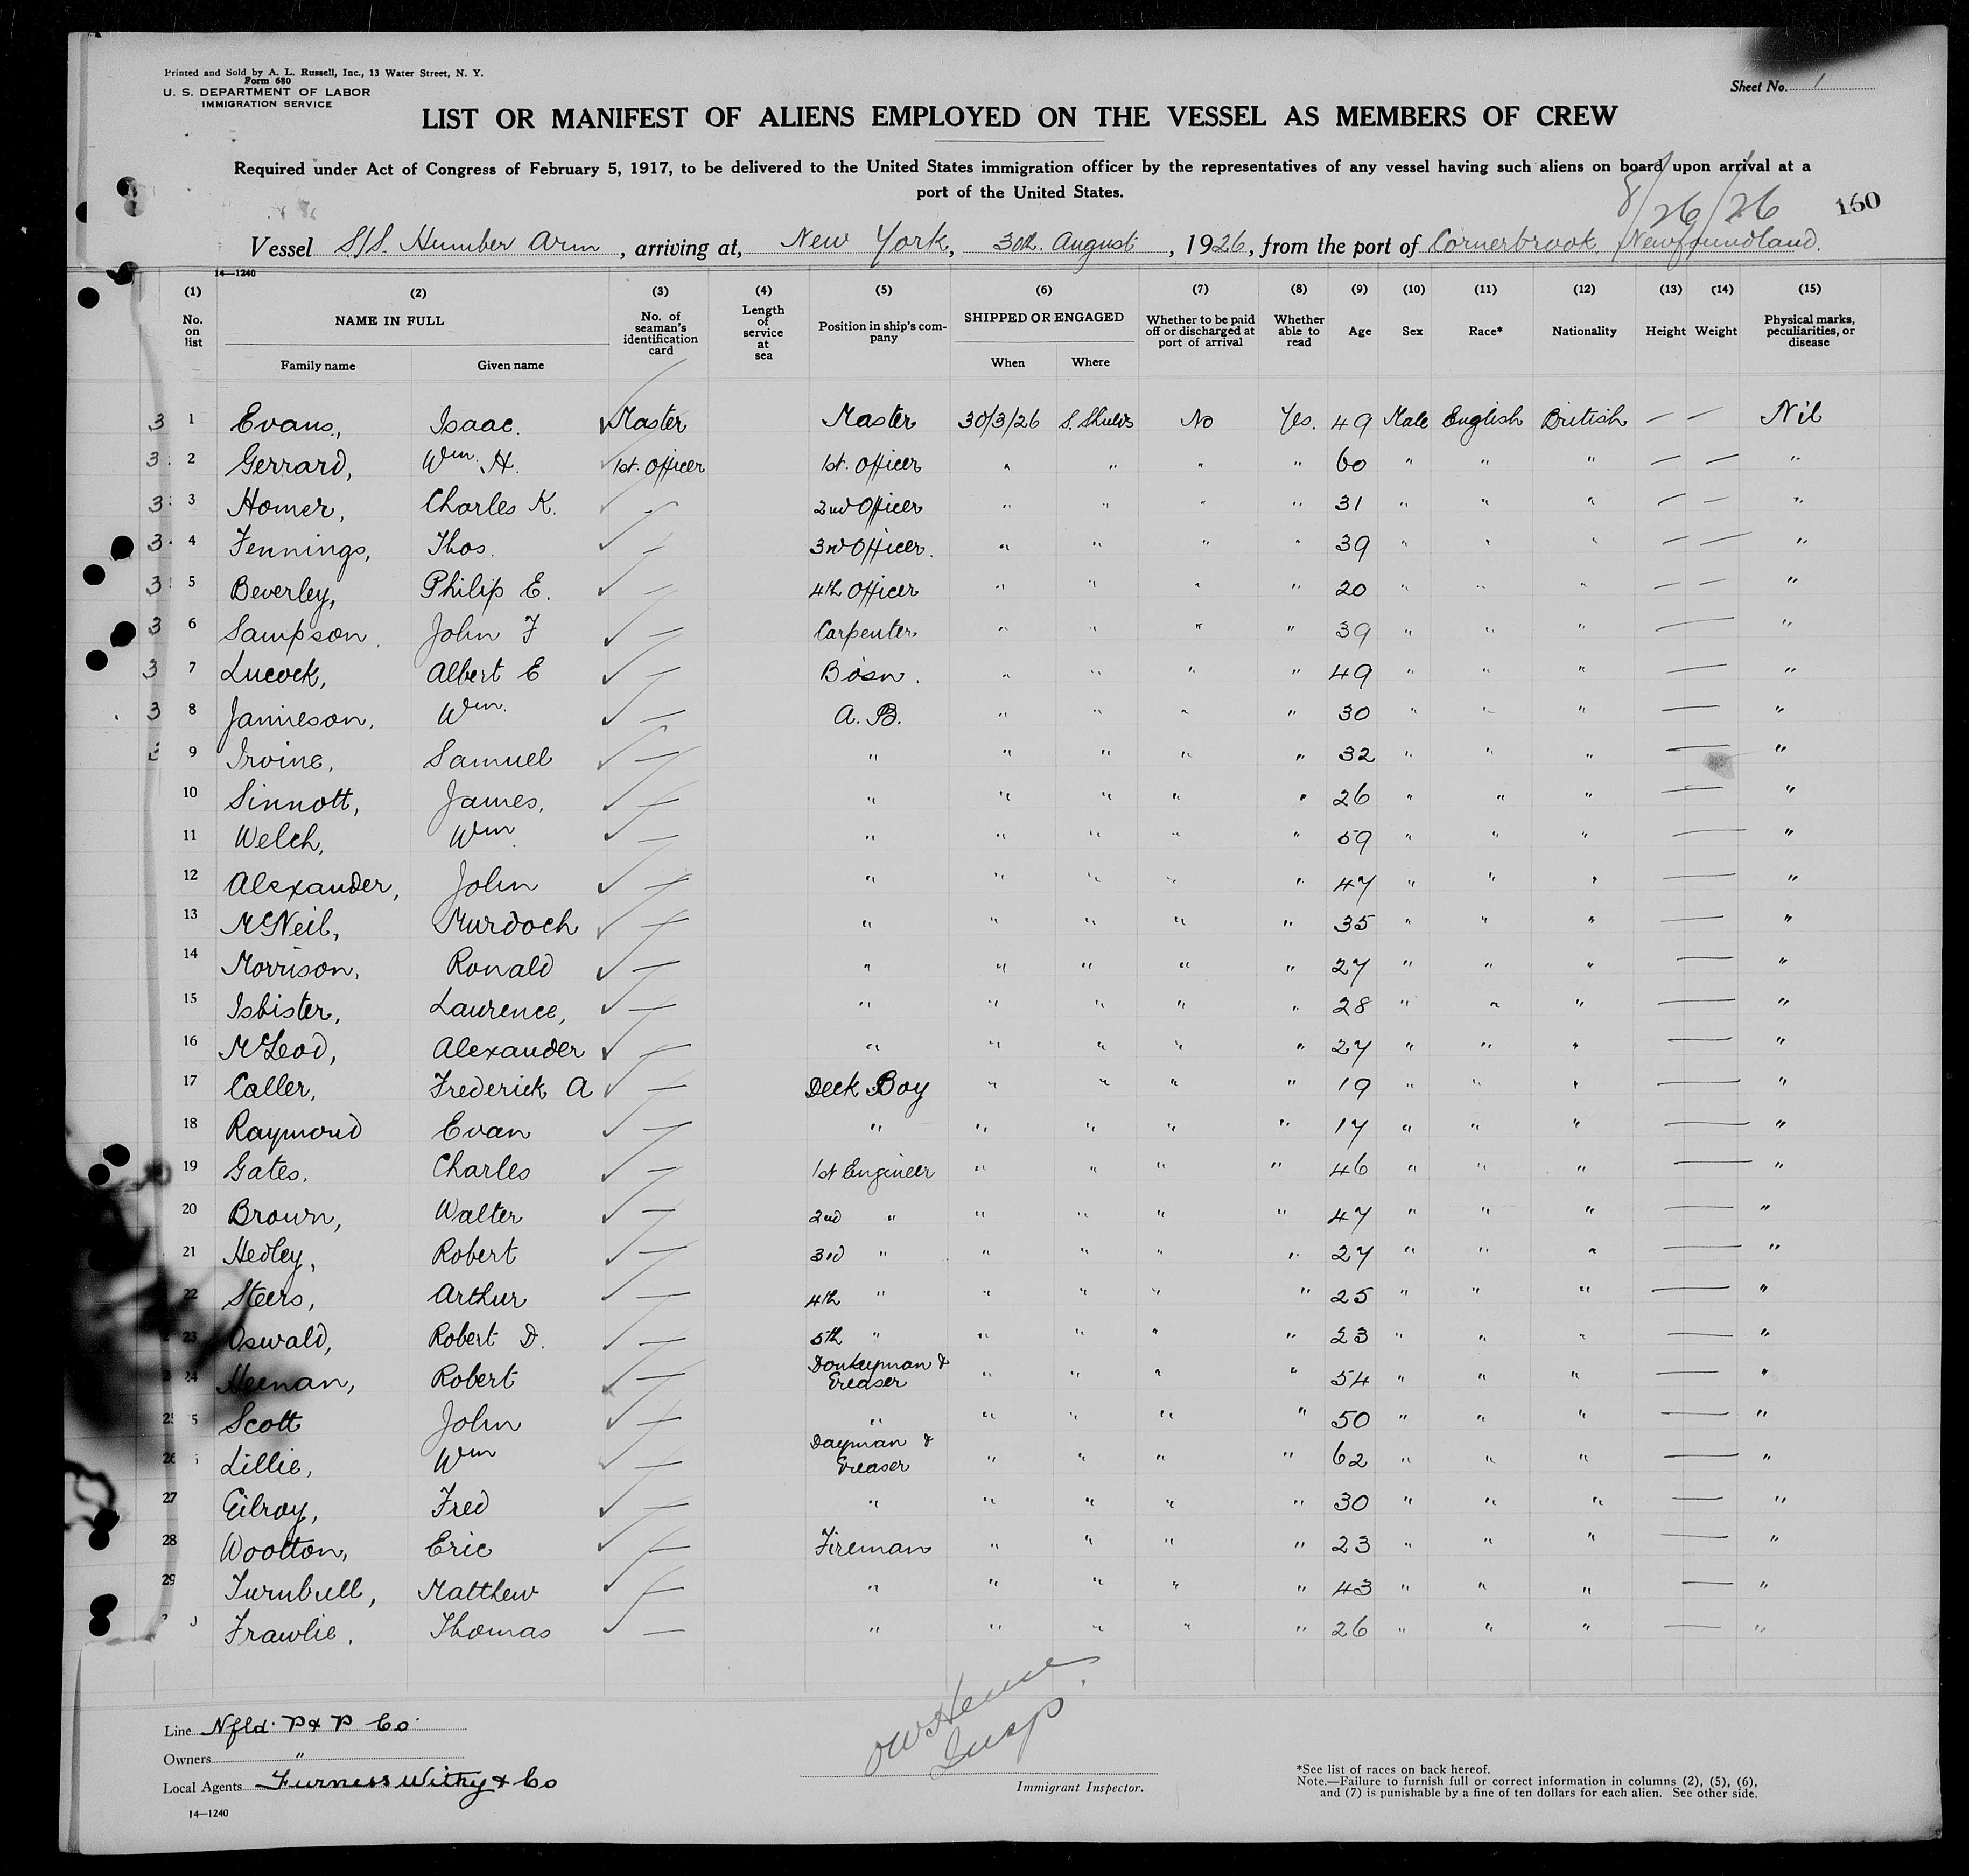 Printed and Sold by A. L. Russell, Inc., 13 Water Street, N. Y.
Form 680
U. S. DEPARTMENT OF LABOR
IMMIGRATION SERVICE
Sheet No. 1
LIST OR MANIFEST OF ALIENS EMPLOYED ON THE VESSEL AS MEMBERS OF CREW
Required under Act of Congress of February 5, 1917, to be delivered to the United States immigration officer by the representatives of any vessel having such aliens on board upon arrival at a
port of the United States.
8/26/26 160
Vessel S/S. Humber Arm, arriving at, New York, 30th. August, 1926, from the port of Cornerbrook, Newfoundland.
14—1240
(1) (2) (3) (4) (5) (6) (7) (8) (9) (10) (11) (12) (13) (14) (15)
No. on list NAME IN FULL Family name Given name No. of seaman's identification card Length of service at sea Position in ship's company SHIPPED OR ENGAGED When Where Whether to be paid off or discharged at port of arrival Whether able to read Age Sex Race* Nationality Height Weight Physical marks, peculiarities, or disease
3 1 Evans, Isaac. Master Master 30/3/26 S. Shields No Yes. 49 Male English British — — Nil
3 2 Gerrard, Wm. H. 1st. Officer 1st. Officer " " " " 60 " " " — — "
3 3 Homer, Charles K. — 2nd Officer " " " " 31 " " " — — "
3 4 Jennings, Thos. — 3rd Officer. " " " " 39 " " " — — "
3 5 Beverley, Philip E. — 4th Officer " " " " 20 " " " — — "
3 6 Sampson, John F — Carpenter " " " " 39 " " " — "
3 7 Lucock, Albert E — Bosn. " " " " 49 " " " — "
3 8 Jamieson, Wm. — A. B. " " " " 30 " " " — "
3 9 Irvine, Samuel — " " " " " 32 " " " — "
10 Sinnott, James, — " " " " " 26 " " " — "
11 Welch, Wm. — " " " " " 59 " " " — "
12 Alexander, John — " " " " " 47 " " " — "
13 McNeil, Murdoch — " " " " " 35 " " " — "
14 Morrison, Ronald — " " " " " 27 " " " — "
15 Isbister, Laurence, — " " " " " 28 " " " — "
16 McLeod, Alexander — " " " " " 27 " " " — "
17 Caller, Frederick A — Deck Boy " " " " 19 " " " — "
18 Raymond Evan — " " " " " 17 " " " — "
19 Gates, Charles — 1st Engineer " " " " 46 " " " — "
20 Brown, Walter — 2nd " " " " " 47 " " " — "
21 Hedley, Robert — 3rd " " " " " 27 " " " — "
22 Steers, Arthur — 4th " " " " " 25 " " " — "
23 Oswald, Robert D. — 5th " " " " " 23 " " " — "
24 Heenan, Robert — Donkeyman & Greaser " " " " 54 " " " — "
25 Scott John — " " " " " 50 " " " — "
26 Lillie, Wm — Dayman & Greaser " " " " 62 " " " — "
27 Gilroy, Fred — " " " " " 30 " " " — "
28 Wootton, Eric — Fireman " " " " 23 " " " — "
29 Turnbull, Matthew — " " " " " 43 " " " — "
Frawlie, Thomas — " " " " " 26 " " " — "
Line Nfld. P & P Co.
Owners "
Local Agents Furness Withy & Co
14—1240
Insp.
Immigrant Inspector.
*See list of races on back hereof.
Note.—Failure to furnish full or correct information in columns (2), (5), (6),
and (7) is punishable by a fine of ten dollars for each alien. See other side.